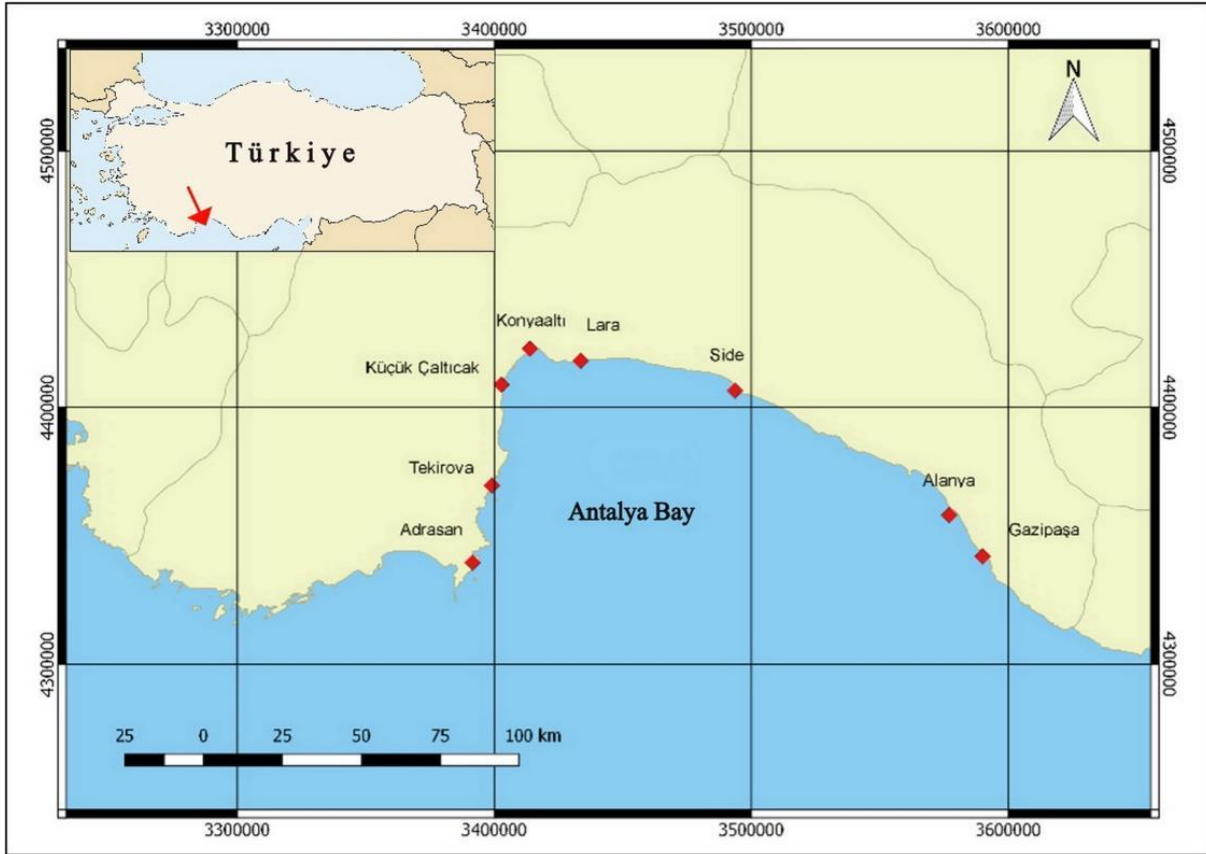 3300000 3400000 3500000 3600000
N
Türkiye
4500000 4500000
Konyaaltı Lara
Küçük Çaltıcak Side
4400000 4400000
Tekirova Alanya
Antalya Bay
Adrasan Gazipaşa
4300000 4300000
25 0 25 50 75 100 km
3300000 3400000 3500000 3600000